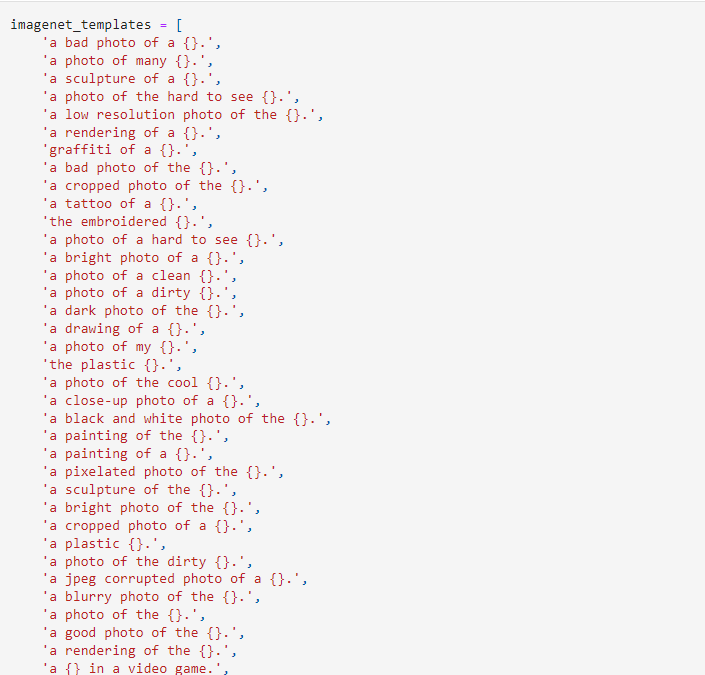 imagenet_templates = [
    'a bad photo of a {}.',
    'a photo of many {}.',
    'a sculpture of a {}.',
    'a photo of the hard to see {}.',
    'a low resolution photo of the {}.',
    'a rendering of a {}.',
    'graffiti of a {}.',
    'a bad photo of the {}.',
    'a cropped photo of the {}.',
    'a tattoo of a {}.',
    'the embroidered {}.',
    'a photo of a hard to see {}.',
    'a bright photo of a {}.',
    'a photo of a clean {}.',
    'a photo of a dirty {}.',
    'a dark photo of the {}.',
    'a drawing of a {}.',
    'a photo of my {}.',
    'the plastic {}.',
    'a photo of the cool {}.',
    'a close-up photo of a {}.',
    'a black and white photo of the {}.',
    'a painting of the {}.',
    'a painting of a {}.',
    'a pixelated photo of the {}.',
    'a sculpture of the {}.',
    'a bright photo of the {}.',
    'a cropped photo of a {}.',
    'a plastic {}.',
    'a photo of the dirty {}.',
    'a jpeg corrupted photo of a {}.',
    'a blurry photo of the {}.',
    'a photo of the {}.',
    'a good photo of the {}.',
    'a rendering of the {}.',
    'a {} in a video game.',